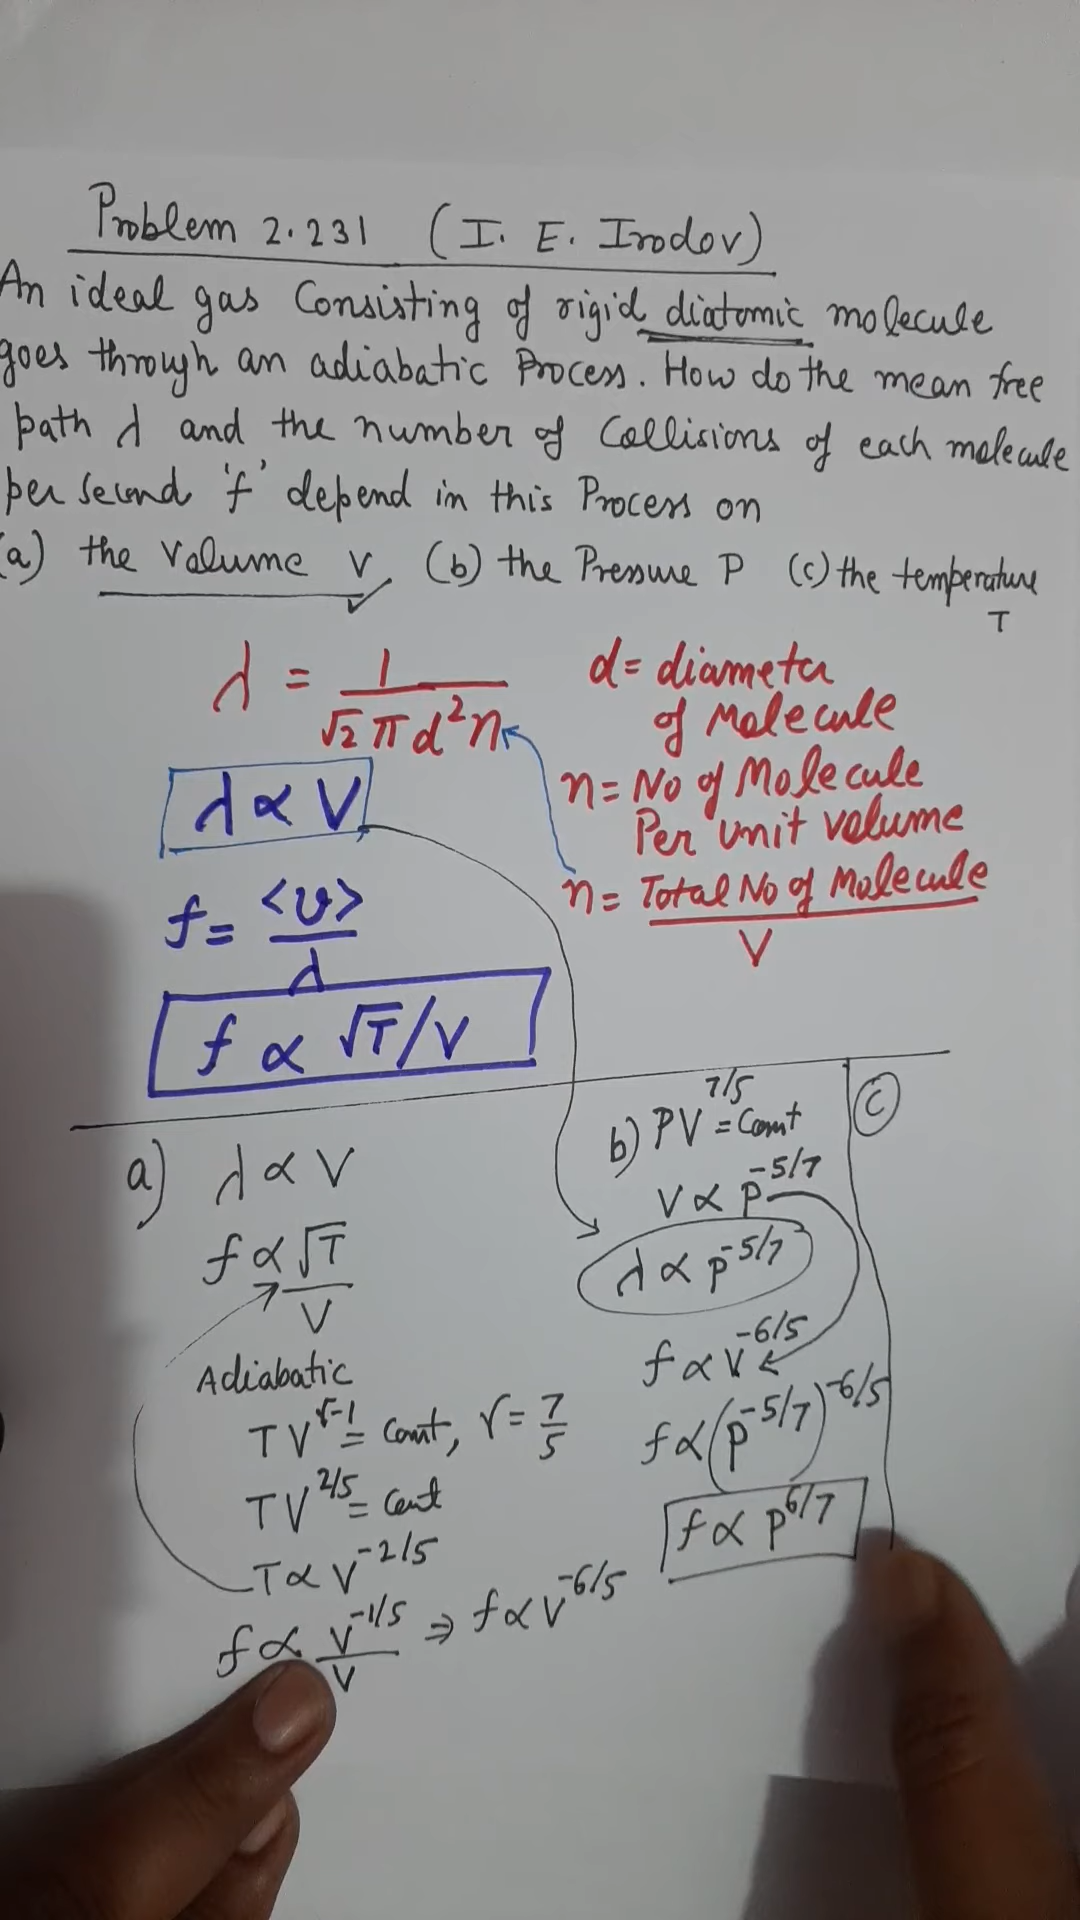 Problem 2.231 (I. E. Irodov)
An ideal gas Consisting of rigid diatomic molecule
goes through an adiabatic Process. How do the mean free
path λ and the number of Collisions of each molecule
per second 'f' depend in this Process on
(a) the Volume V (b) the Pressure P (c) the temperature
T
λ = 1/√2 π d²n
d = diameter
of Molecule
n = No of Molecule
Per unit volume
n = Total No of Molecule / V
λ ∝ V
f = <v>/λ
f ∝ √T/V
a) λ ∝ V
f ∝ √T/V
Adiabatic
TV^γ-1 = Const, γ = 7/5
TV^2/5 = Const
T ∝ V^-2/5
f ∝ V^-1/5/V ⇒ f ∝ V^-6/5
b) PV^7/5 = Const
V ∝ P^-5/7
λ ∝ P^-5/7
f ∝ V^-6/5
f ∝ (P^-5/7)^-6/5
f ∝ P^6/7
C